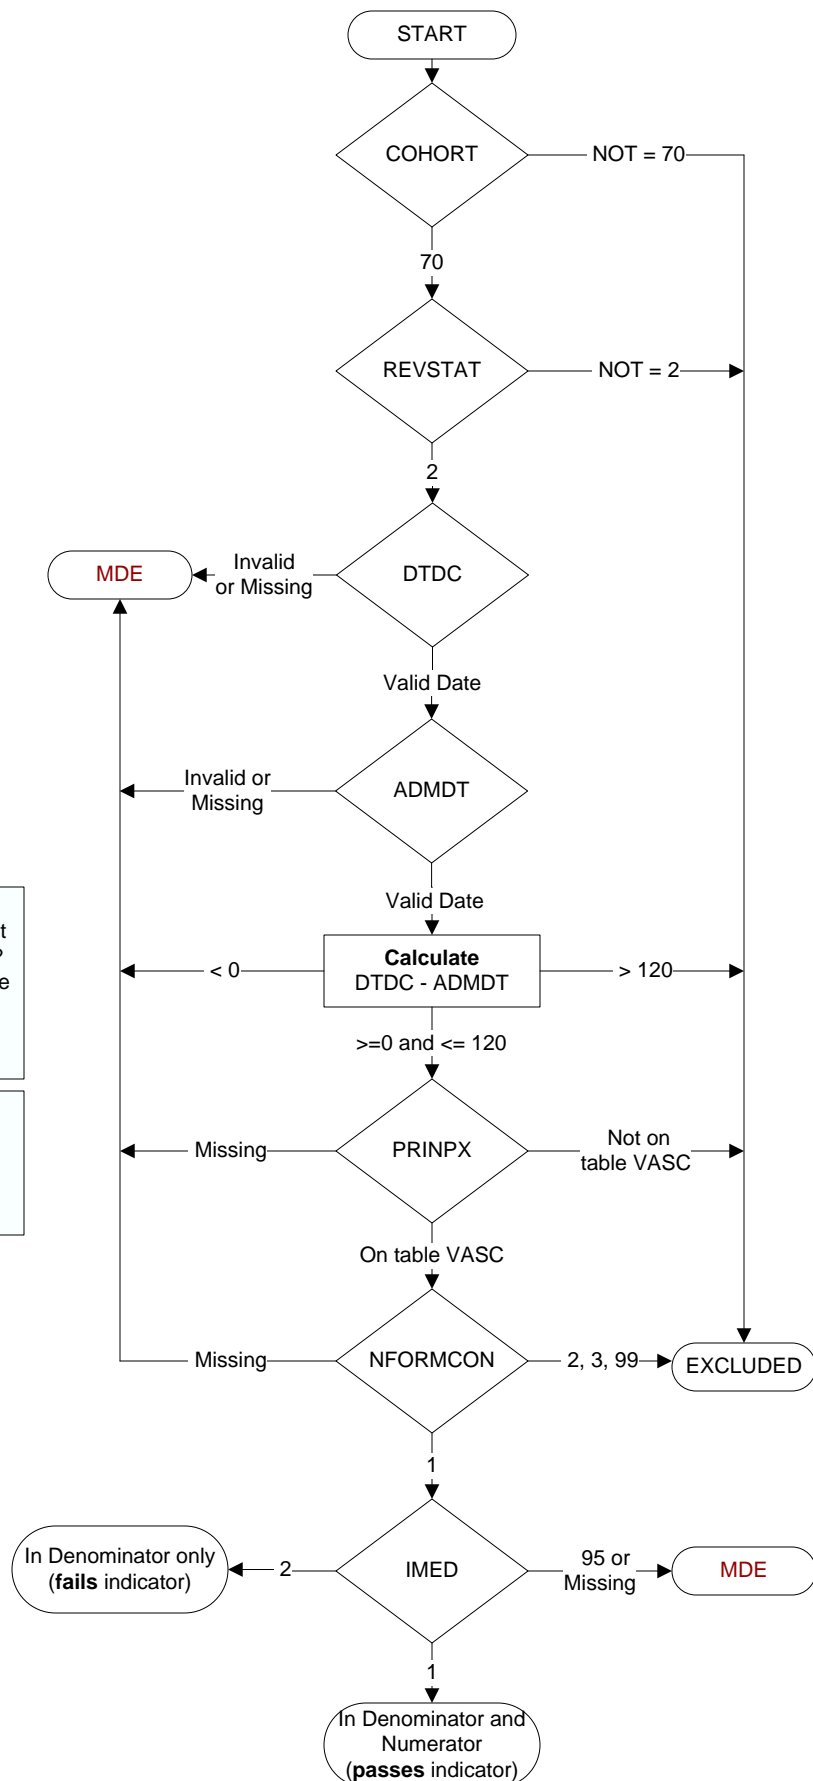 START
COHORT
NOT = 70
70
REVSTAT
NOT = 2
2
MDE
Invalid
or Missing
DTDC
Valid Date
Invalid or
Missing
ADMDT
Valid Date
< 0
Calculate
DTDC - ADMDT
> 120
>=0 and <= 120
Missing
PRINPX
Not on
table VASC
On table VASC
Missing
NFORMCON
2, 3, 99
EXCLUDED
1
In Denominator only
(fails indicator)
2
IMED
95 or
Missing
MDE
1
In Denominator and
Numerator
(passes indicator)